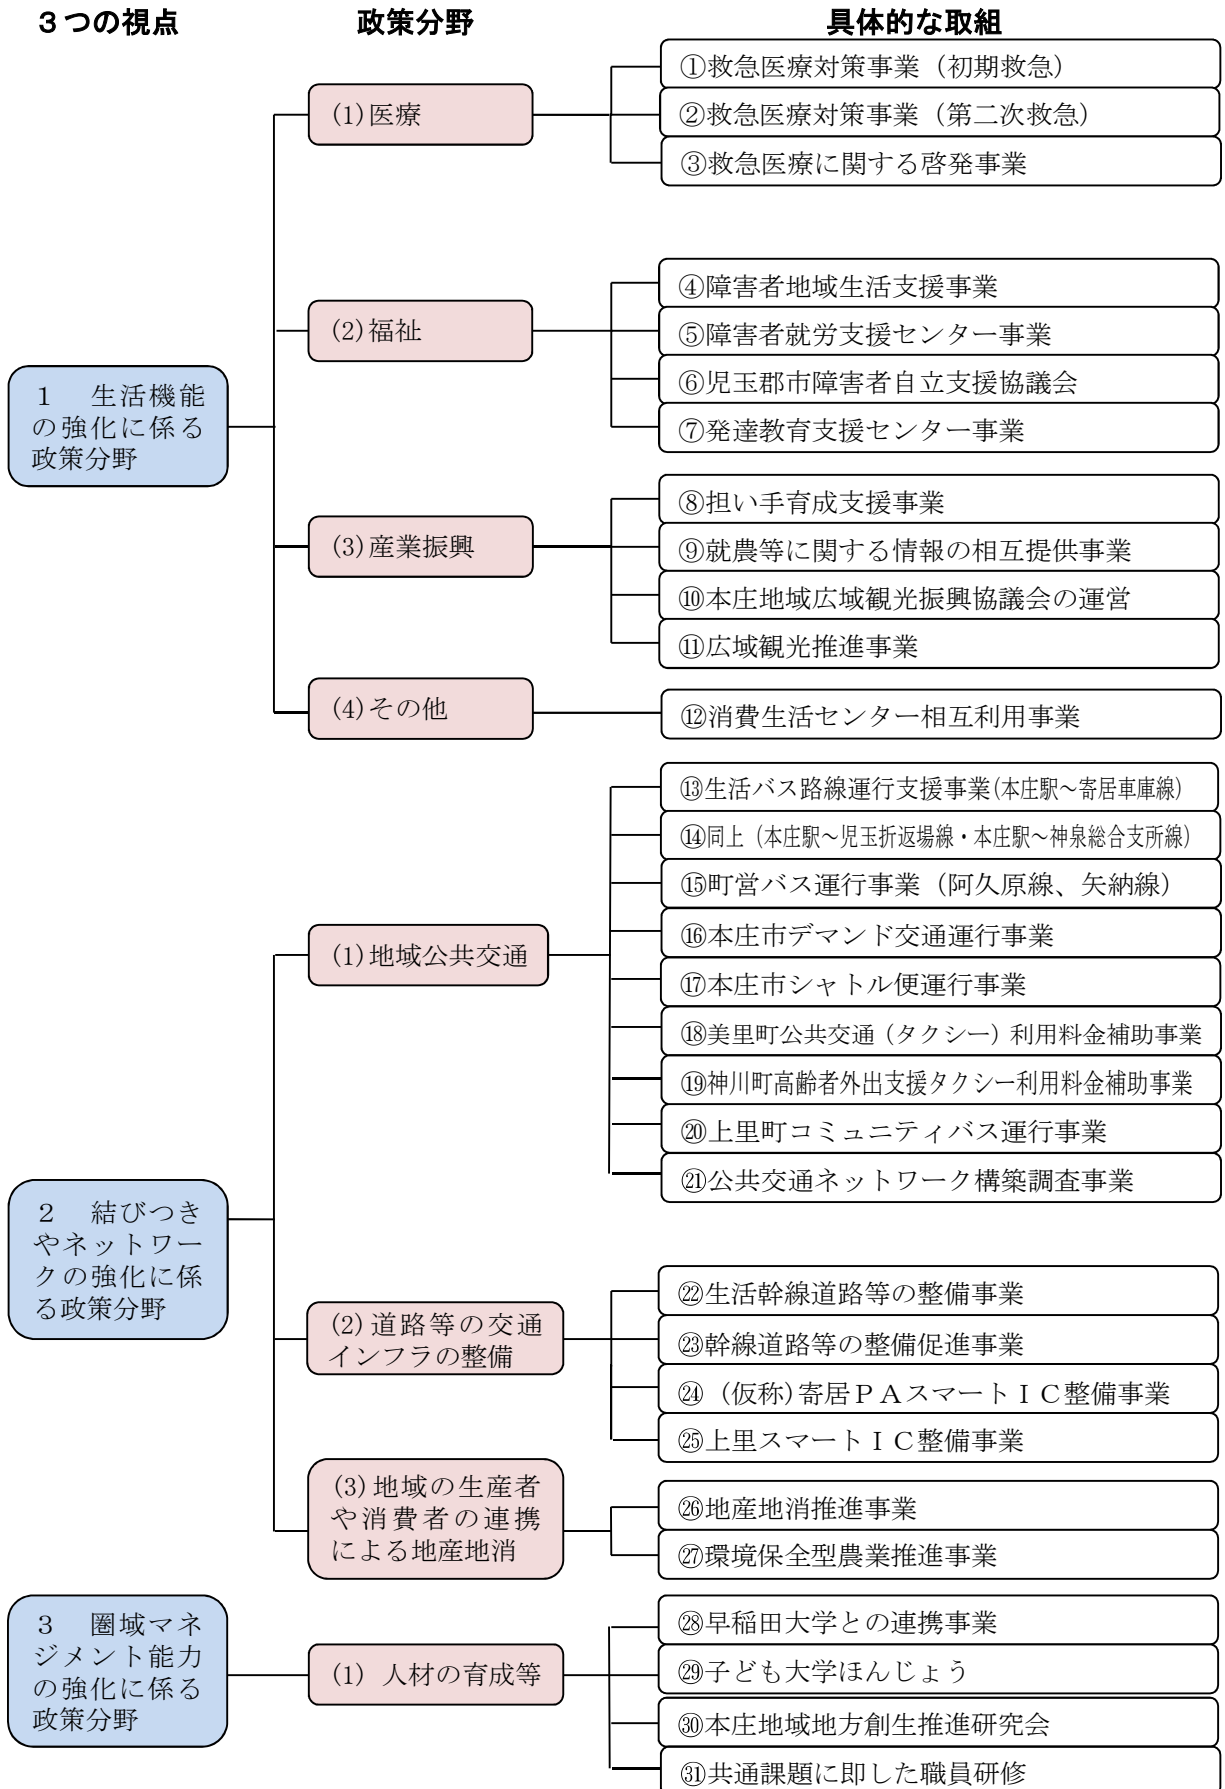 ３つの視点
政策分野
具体的な取組
１　生活機能
の強化に係る
政策分野
(1)医療
①救急医療対策事業（初期救急）
②救急医療対策事業（第二次救急）
③救急医療に関する啓発事業
(2)福祉
④障害者地域生活支援事業
⑤障害者就労支援センター事業
⑥児玉郡市障害者自立支援協議会
⑦発達教育支援センター事業
(3)産業振興
⑧担い手育成支援事業
⑨就農等に関する情報の相互提供事業
⑩本庄地域広域観光振興協議会の運営
⑪広域観光推進事業
(4)その他
⑫消費生活センター相互利用事業
２　結びつき
やネットワー
クの強化に係
る政策分野
(1)地域公共交通
⑬生活バス路線運行支援事業(本庄駅～寄居車庫線)
⑭同上（本庄駅～児玉折返場線・本庄駅～神泉総合支所線）
⑮町営バス運行事業（阿久原線、矢納線）
⑯本庄市デマンド交通運行事業
⑰本庄市シャトル便運行事業
⑱美里町公共交通（タクシー）利用料金補助事業
⑲神川町高齢者外出支援タクシー利用料金補助事業
⑳上里町コミュニティバス運行事業
㉑公共交通ネットワーク構築調査事業
(2)道路等の交通
インフラの整備
㉒生活幹線道路等の整備事業
㉓幹線道路等の整備促進事業
㉔（仮称）寄居ＰＡスマートＩＣ整備事業
㉕上里スマートＩＣ整備事業
(3)地域の生産者
や消費者の連携
による地産地消
㉖地産地消推進事業
㉗環境保全型農業推進事業
３　圏域マネ
ジメント能力
の強化に係る
政策分野
(1) 人材の育成等
㉘早稲田大学との連携事業
㉙子ども大学ほんじょう
㉚本庄地域地方創生推進研究会
㉛共通課題に即した職員研修